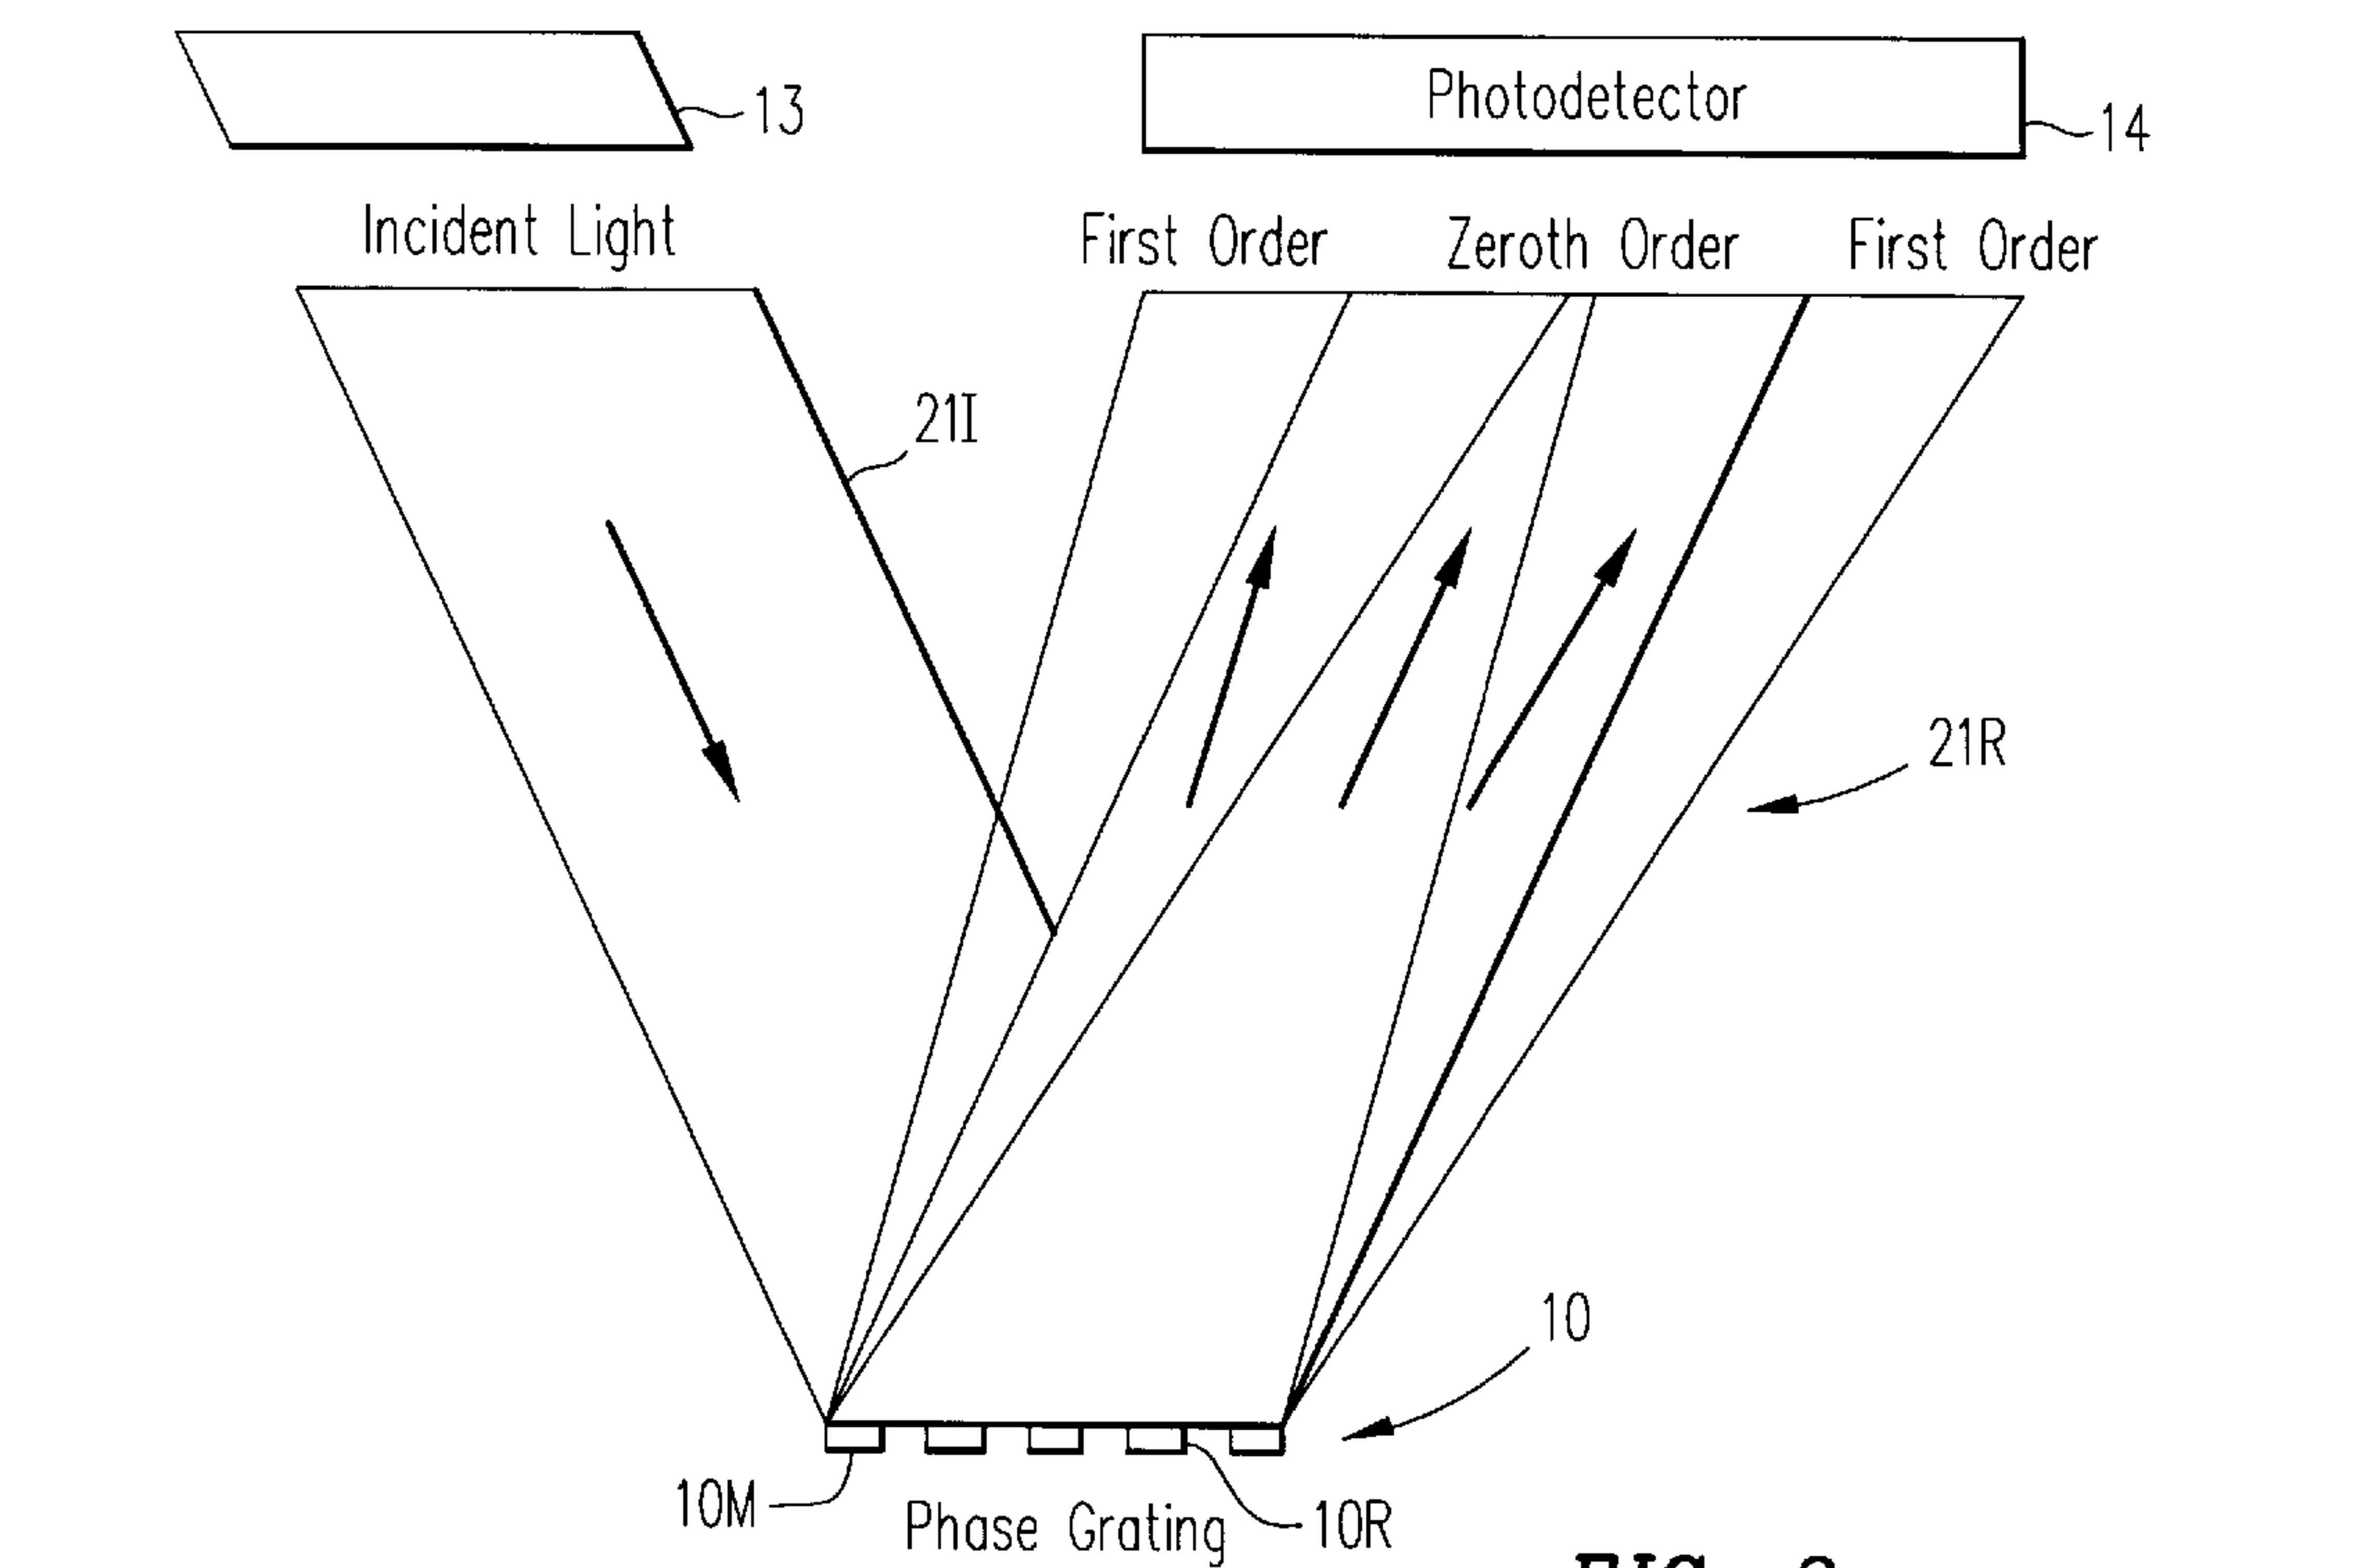 13
Photodetector
14
Incident Light
First Order
Zeroth Order
First Order
21I
21R
10
10M
Phase Grating
10R